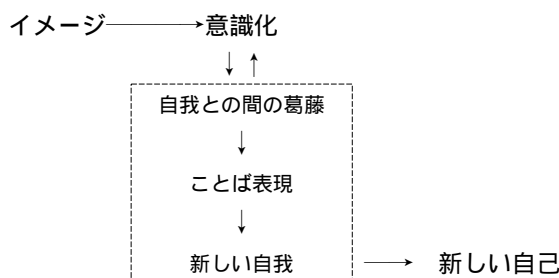 イメージ 意識化
自我との間の葛藤
ことば表現
新しい自我 新しい自己